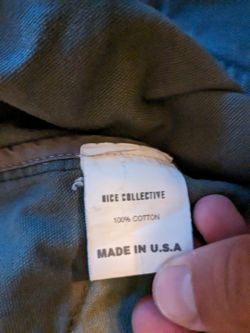 NICE COLLECTIVE
100% COTTON
MADE IN U.S.A